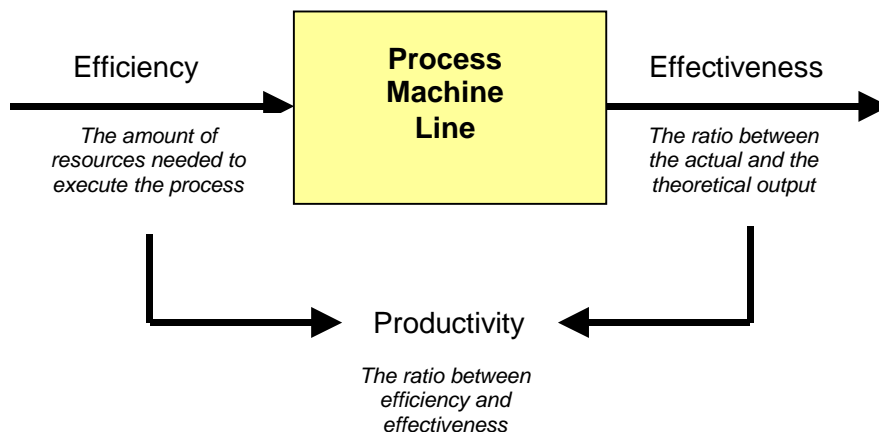 Efficiency
The amount of
resources needed to
execute the process
Process
Machine
Line
Effectiveness
The ratio between
the actual and the
theoretical output
Productivity
The ratio between
efficiency and
effectiveness